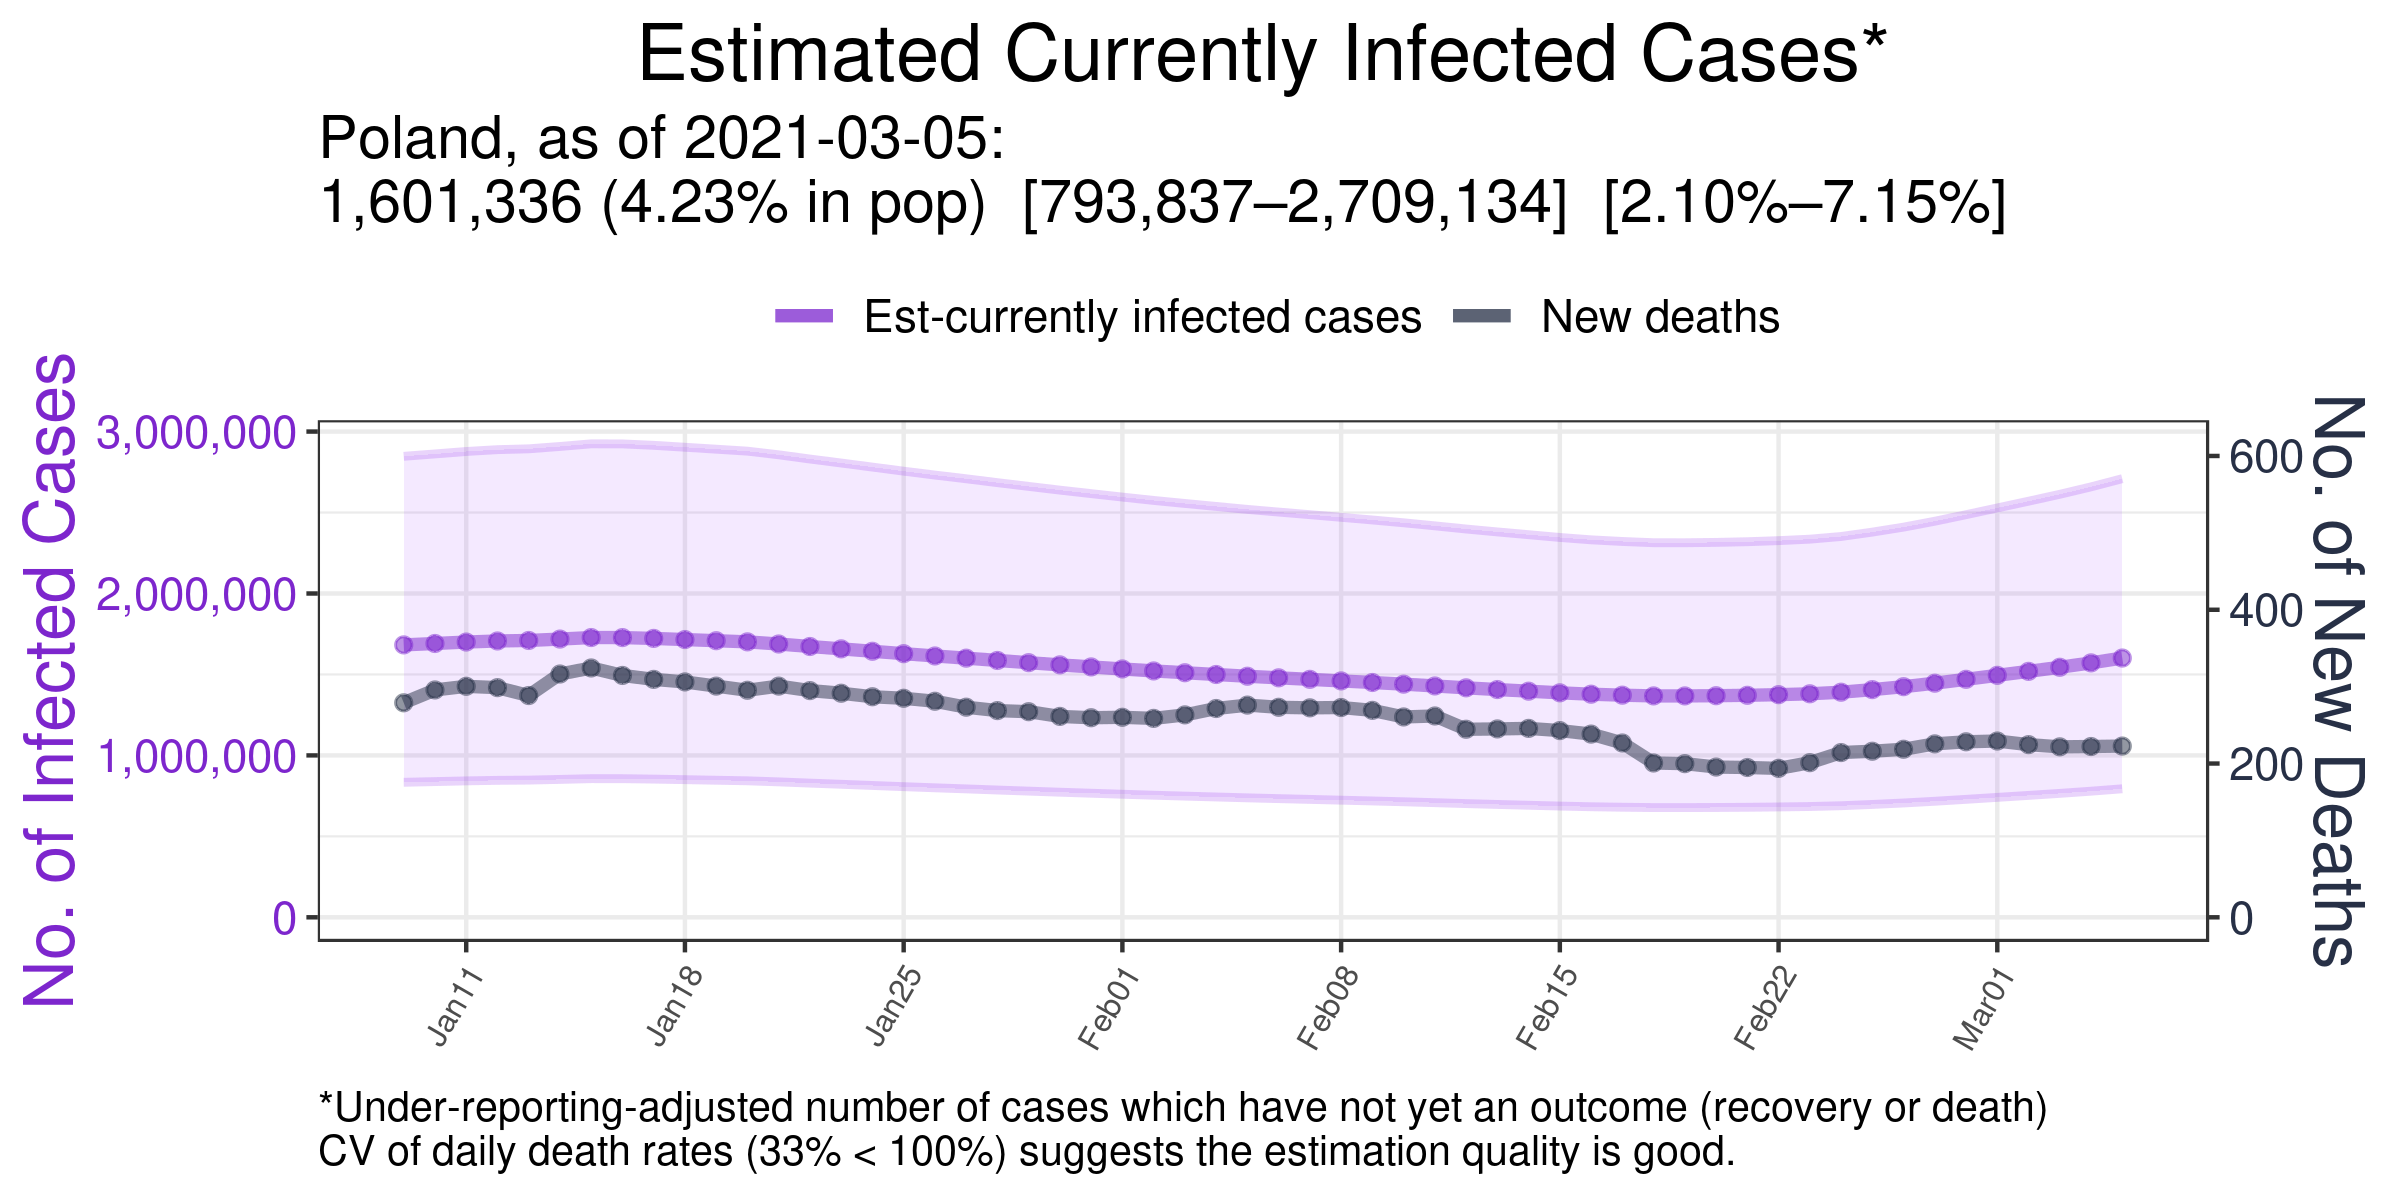 Estimated Currently Infected Cases*
Poland, as of 2021-03-05:
1,601,336 (4.23% in pop)  [793,837–2,709,134]  [2.10%–7.15%]
Est-currently infected cases
New deaths
No. of Infected Cases
3,000,000
2,000,000
1,000,000
0
600
400
200
0
No. of New Deaths
Jan11
Jan18
Jan25
Feb01
Feb08
Feb15
Feb22
Mar01
*Under-reporting-adjusted number of cases which have not yet an outcome (recovery or death)
CV of daily death rates (33% < 100%) suggests the estimation quality is good.